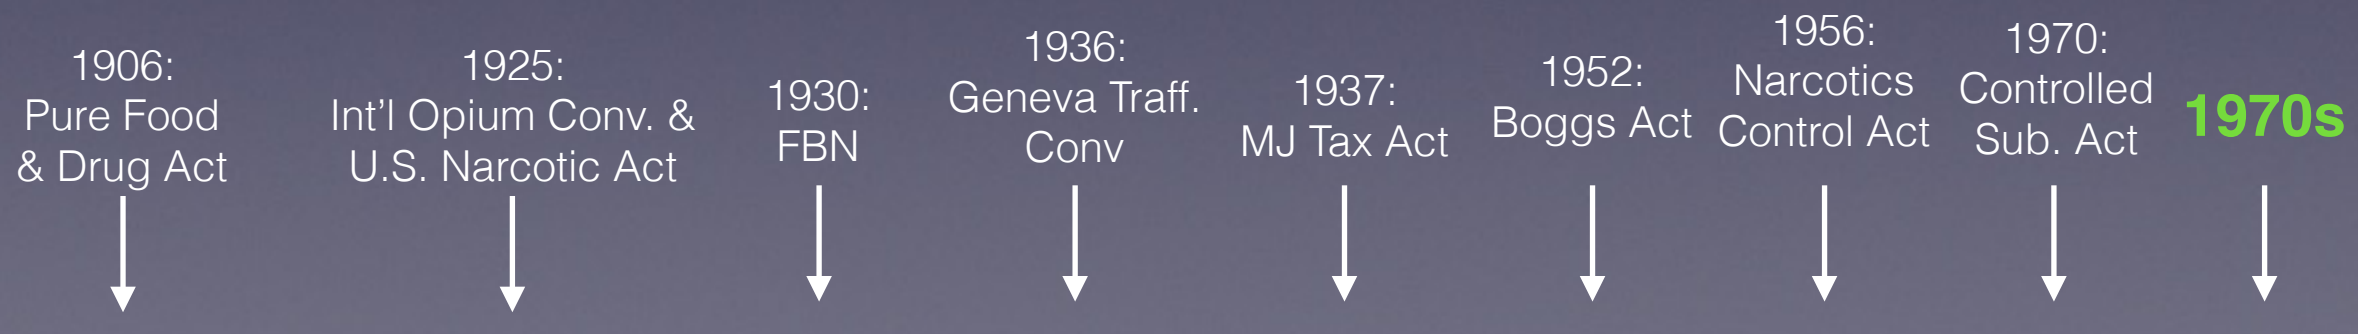 1906:
Pure Food
& Drug Act
1925:
Int’l Opium Conv. &
U.S. Narcotic Act
1930:
FBN
1936:
Geneva Traff.
Conv
1937:
MJ Tax Act
1952:
Boggs Act
1956:
Narcotics
Control Act
1970:
Controlled
Sub. Act
1970s